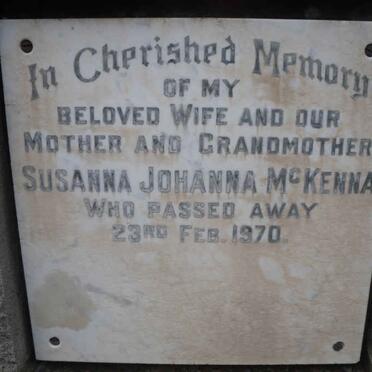 In Cherished Memory
OF MY
BELOVED WIFE AND OUR
MOTHER AND GRANDMOTHER
SUSANNA JOHANNA McKENNA
WHO PASSED AWAY
23RD FEB. 1970.